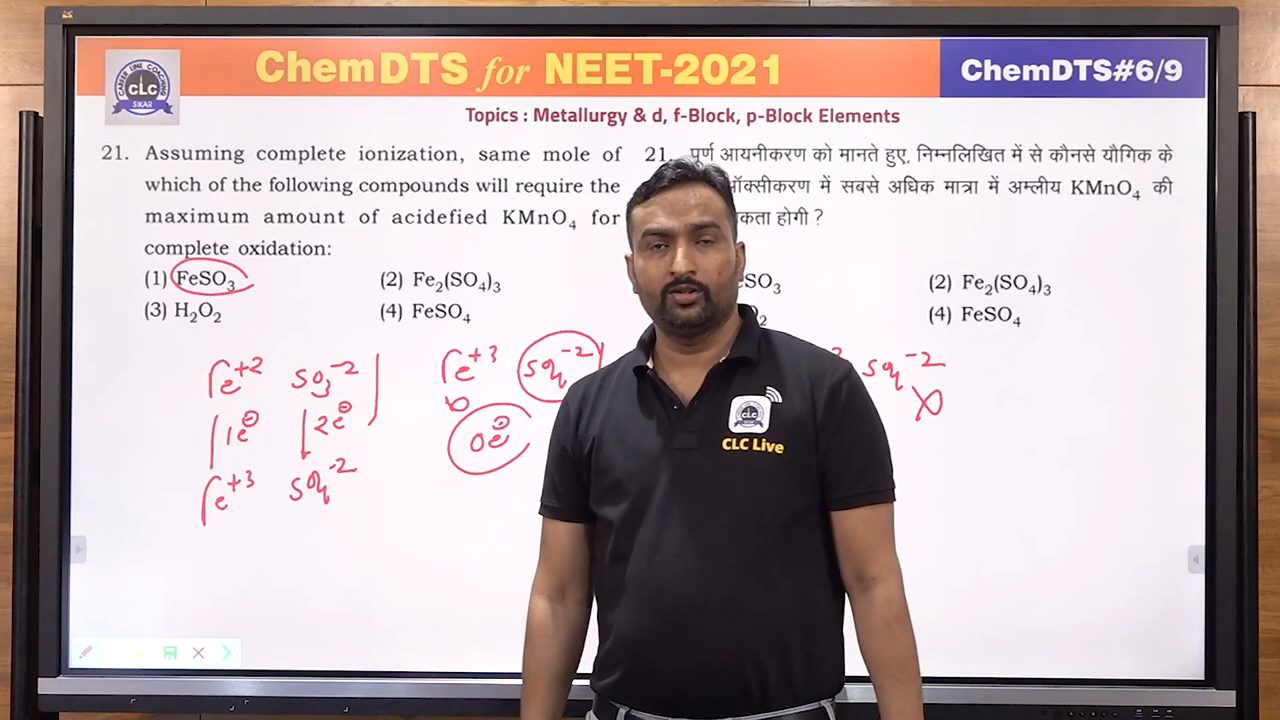 ChemDTS for NEET-2021
ChemDTS#6/9
CAREER LINE COACHING
CLC
SIKAR
Topics : Metallurgy & d, f-Block, p-Block Elements
21. Assuming complete ionization, same mole of
which of the following compounds will require the
maximum amount of acidefied KMnO₄ for
complete oxidation:
(1) FeSO₃ (2) Fe₂(SO₄)₃
(3) H₂O₂ (4) FeSO₄
21. पूर्ण आयनीकरण को मानते हुए, निम्नलिखित में से कौनसे यौगिक के
ऑक्सीकरण में सबसे अधिक मात्रा में अम्लीय KMnO₄ की
होगी ?
(2) Fe₂(SO₄)₃
(4) FeSO₄
Fe⁺² SO₃⁻²
1e⊖ 2e⊖
Fe⁺³ SO₄⁻²
Fe⁺³ SO₄⁻²
0e⊖
SO₄⁻²
CLC
CLC Live